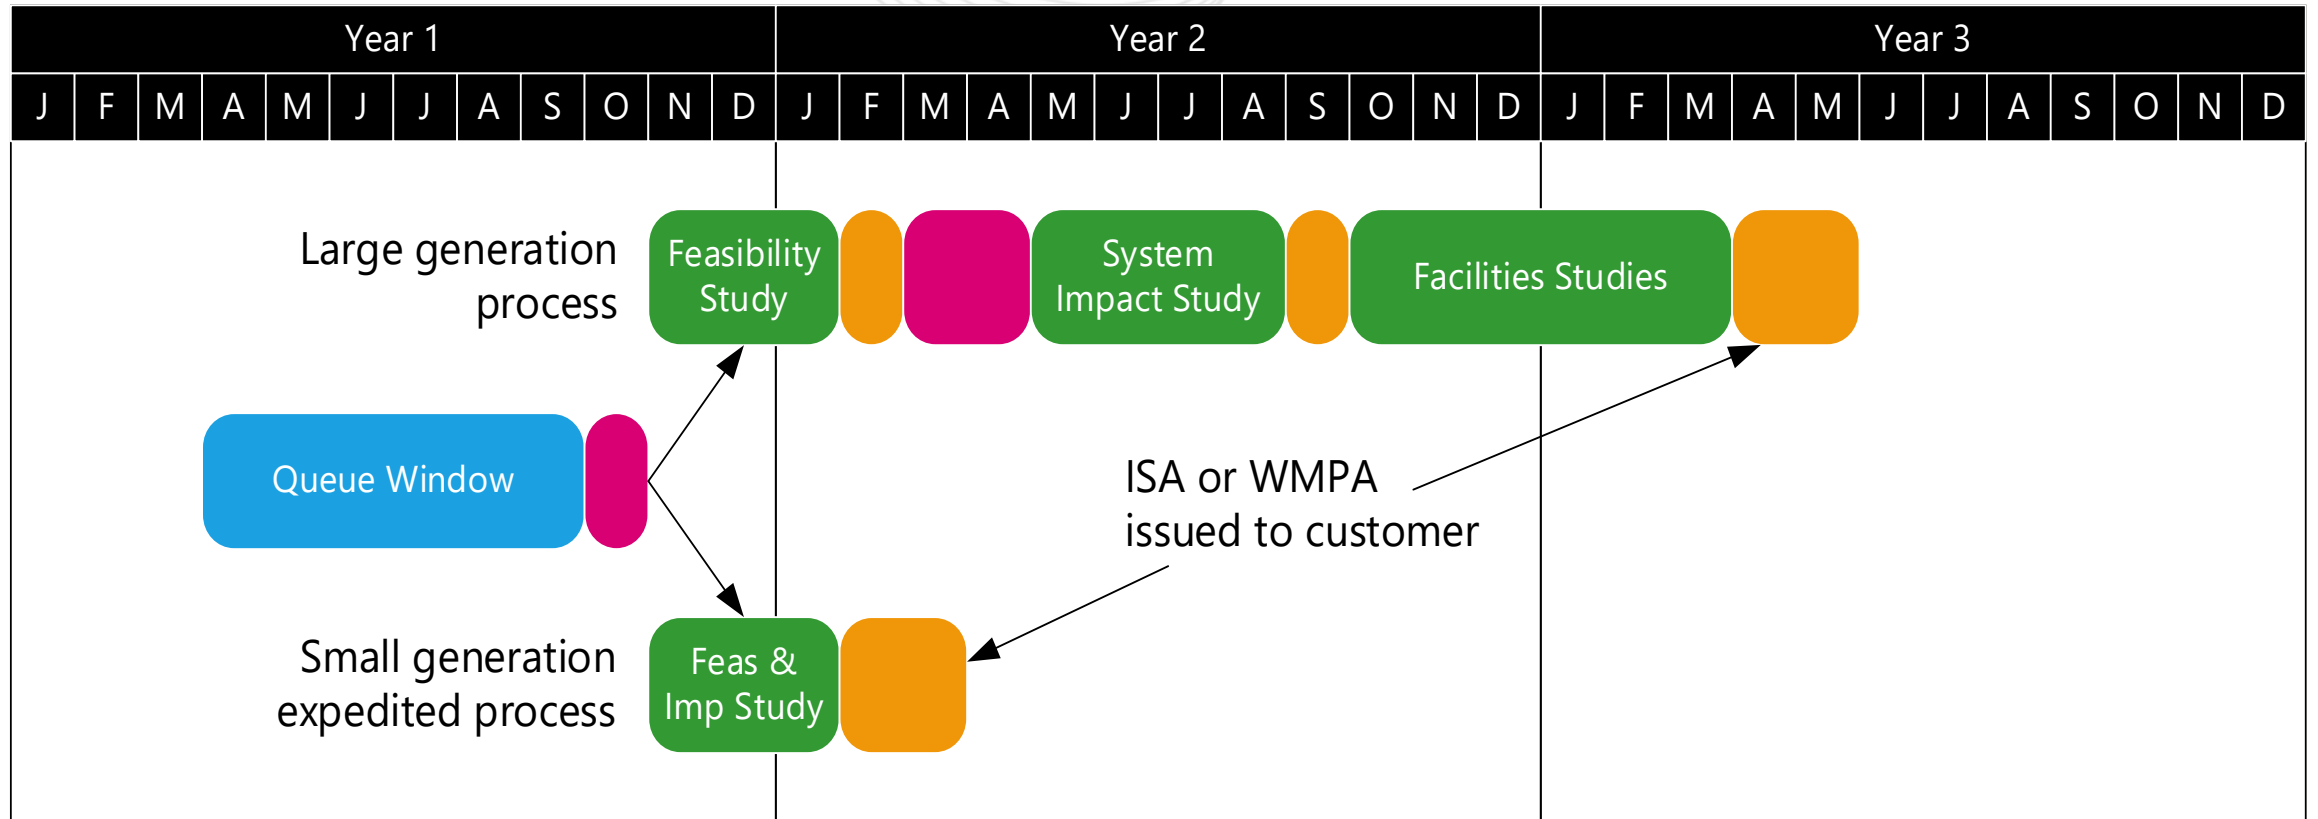 Year 1 Year 2 Year 3
J F M A M J J A S O N D J F M A M J J A S O N D J F M A M J J A S O N D
Large generation
process
Feasibility
Study
System
Impact Study
Facilities Studies
Queue Window
ISA or WMPA
issued to customer
Small generation
expedited process
Feas &
Imp Study